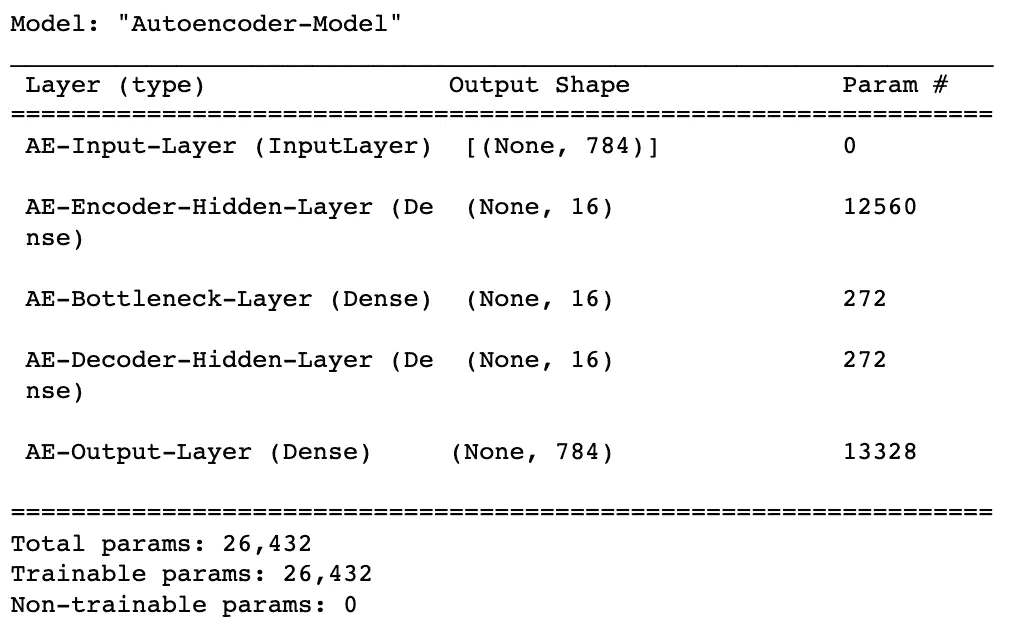 Model: "Autoencoder-Model"
_________________________________________________________________
Layer (type) Output Shape Param #
=================================================================
AE-Input-Layer (InputLayer) [(None, 784)] 0
AE-Encoder-Hidden-Layer (De (None, 16) 12560
nse)
AE-Bottleneck-Layer (Dense) (None, 16) 272
AE-Decoder-Hidden-Layer (De (None, 16) 272
nse)
AE-Output-Layer (Dense) (None, 784) 13328
=================================================================
Total params: 26,432
Trainable params: 26,432
Non-trainable params: 0